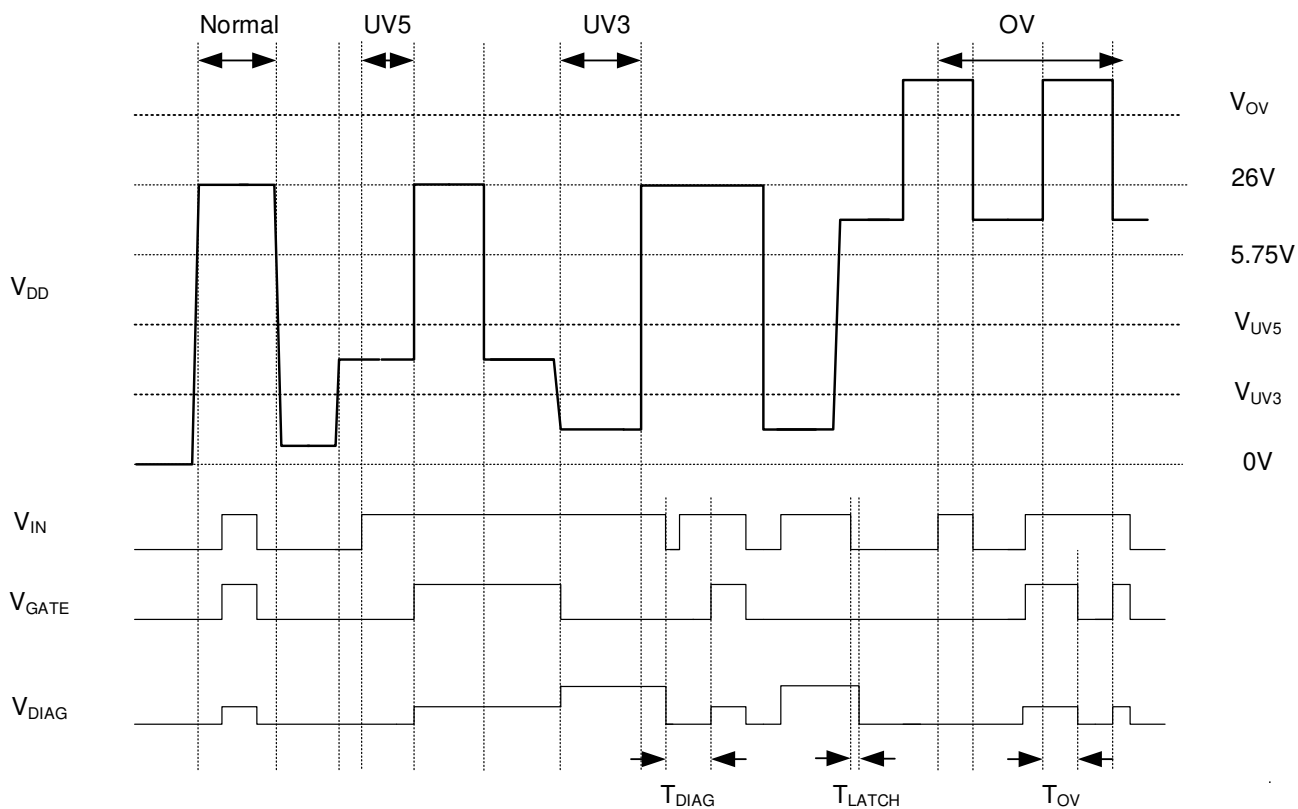 Normal UV5 UV3 OV
V_OV
26V
5.75V
V_DD
V_UV5
V_UV3
0V
V_IN
V_GATE
V_DIAG
T_DIAG T_LATCH T_OV